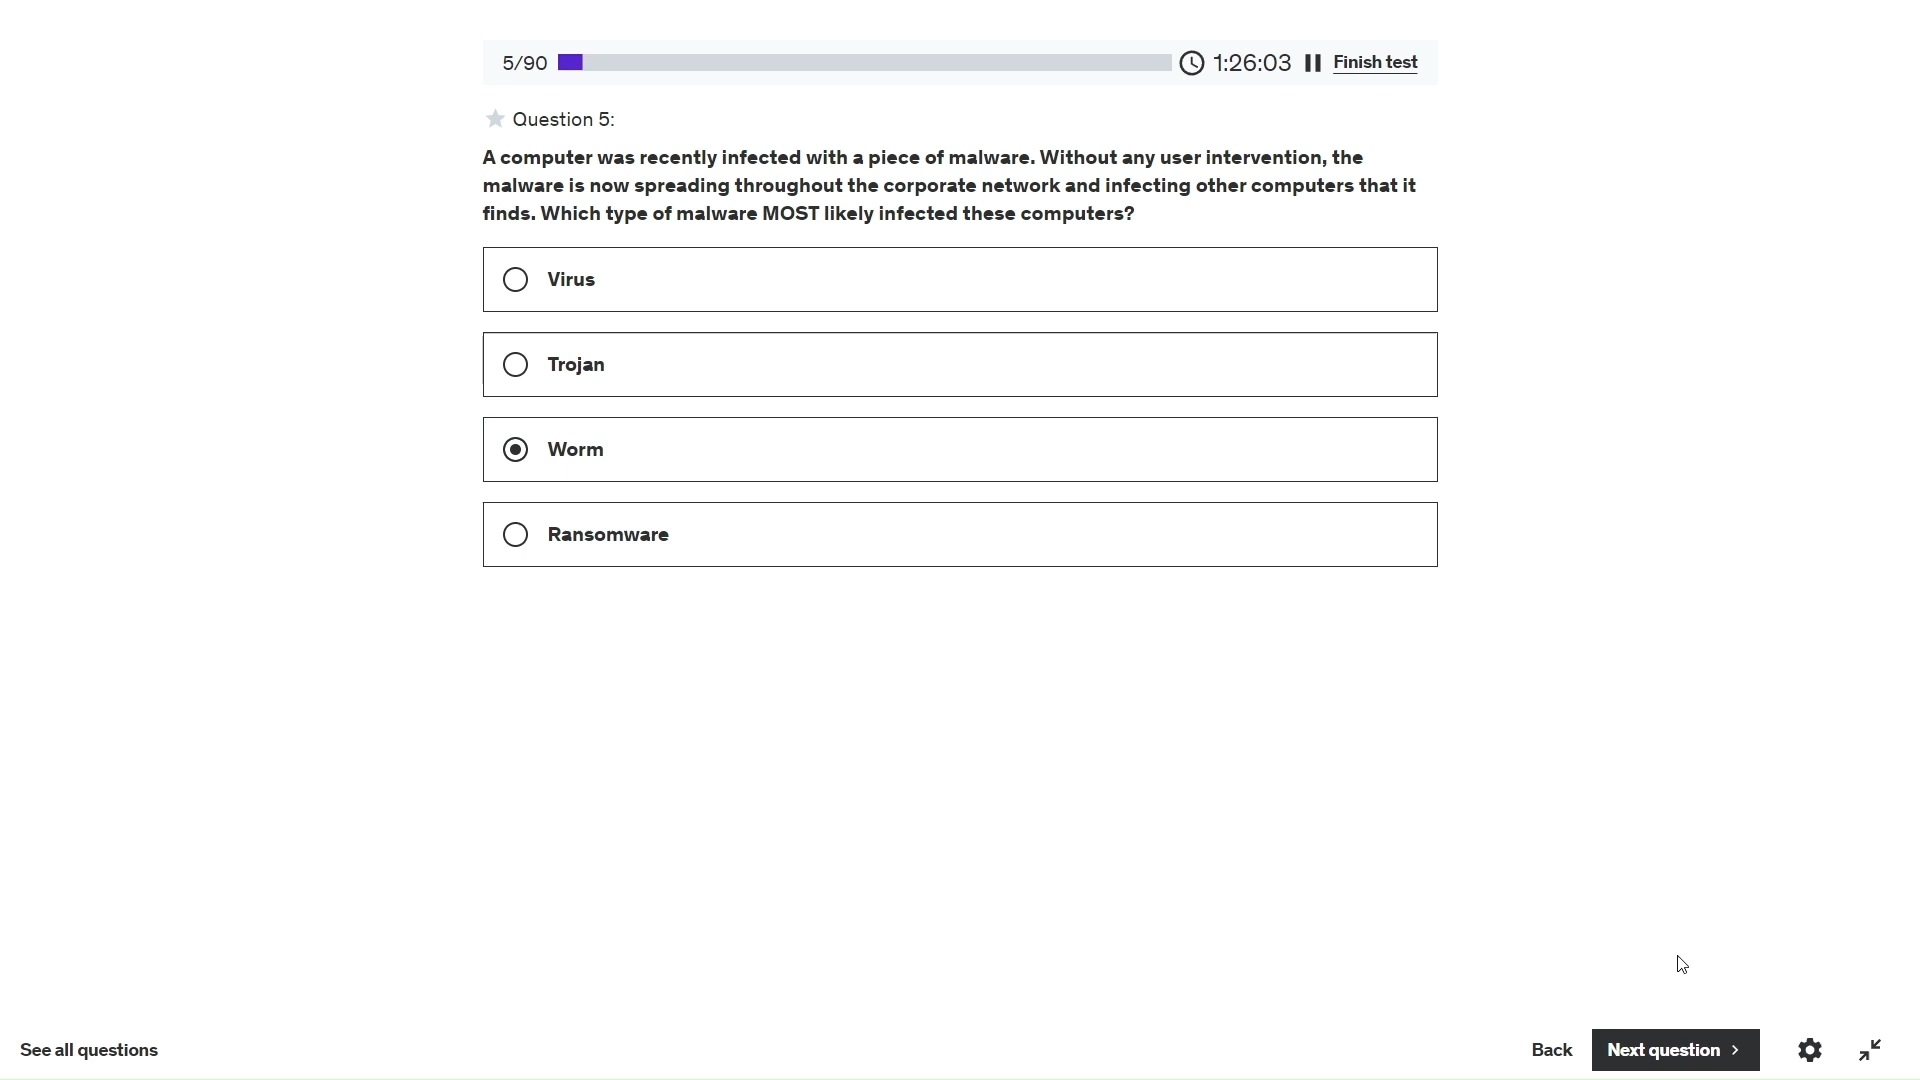 5/90 1:26:03 Finish test
Question 5:
A computer was recently infected with a piece of malware. Without any user intervention, the
malware is now spreading throughout the corporate network and infecting other computers that it
finds. Which type of malware MOST likely infected these computers?
Virus
Trojan
Worm
Ransomware
See all questions Back Next question